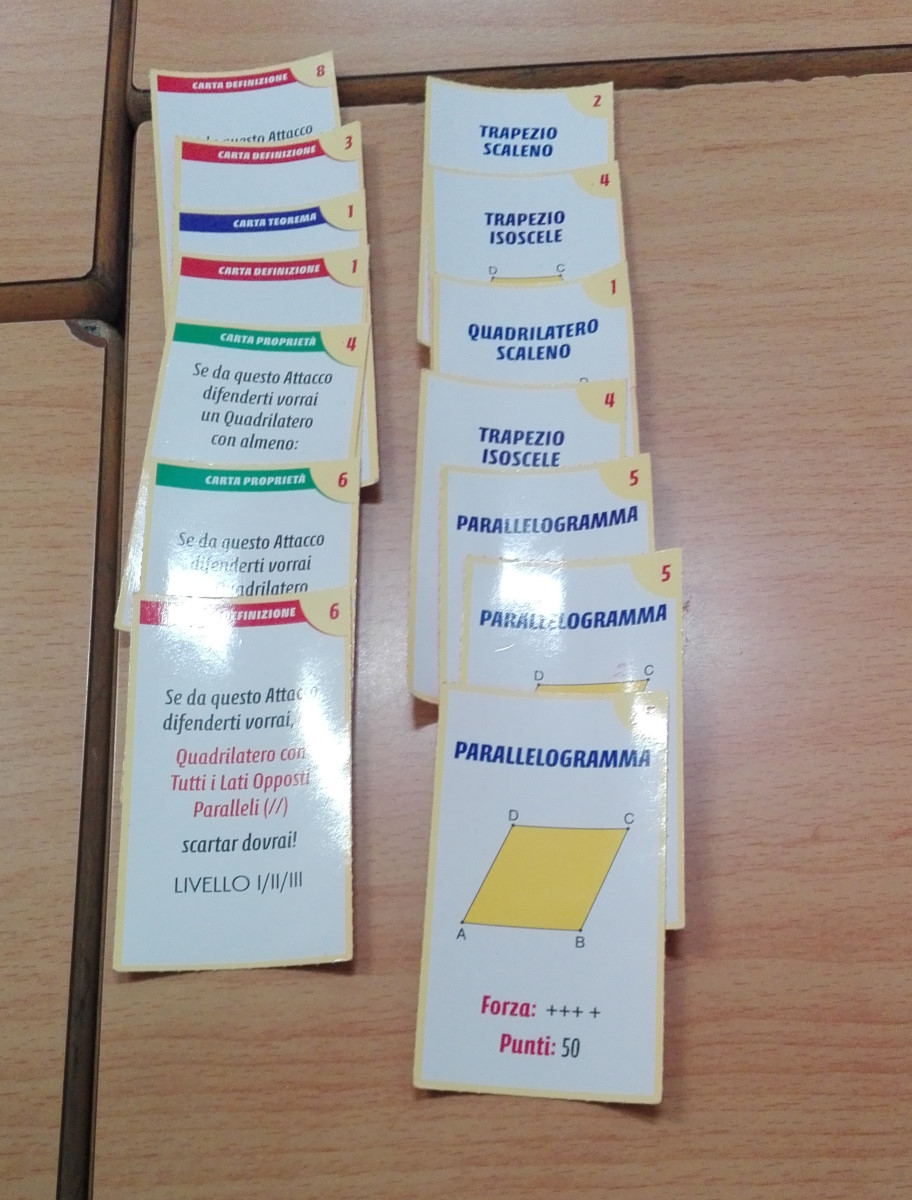 CARTA DEFINIZIONE 8
questo Attacco
CARTA DEFINIZIONE 3
CARTA TEOREMA 1
CARTA DEFINIZIONE 1
CARTA PROPRIETÀ 4
Se da questo Attacco
difenderti vorrai
un Quadrilatero
con almeno:
CARTA PROPRIETÀ 6
Se da questo Attacco
difenderti vorrai
Quadrilatero
DEFINIZIONE 6
Se da questo Attacco
difenderti vorrai,
Quadrilatero con
Tutti i Lati Opposti
Paralleli (//)
scartar dovrai!
LIVELLO I/II/III
2
TRAPEZIO
SCALENO
4
TRAPEZIO
ISOSCELE
D C
1
QUADRILATERO
SCALENO
D
4
TRAPEZIO
ISOSCELE
5
PARALLELOGRAMMA
5
PARALLELOGRAMMA
D C
PARALLELOGRAMMA
D C
A B
Forza: ++++
Punti: 50